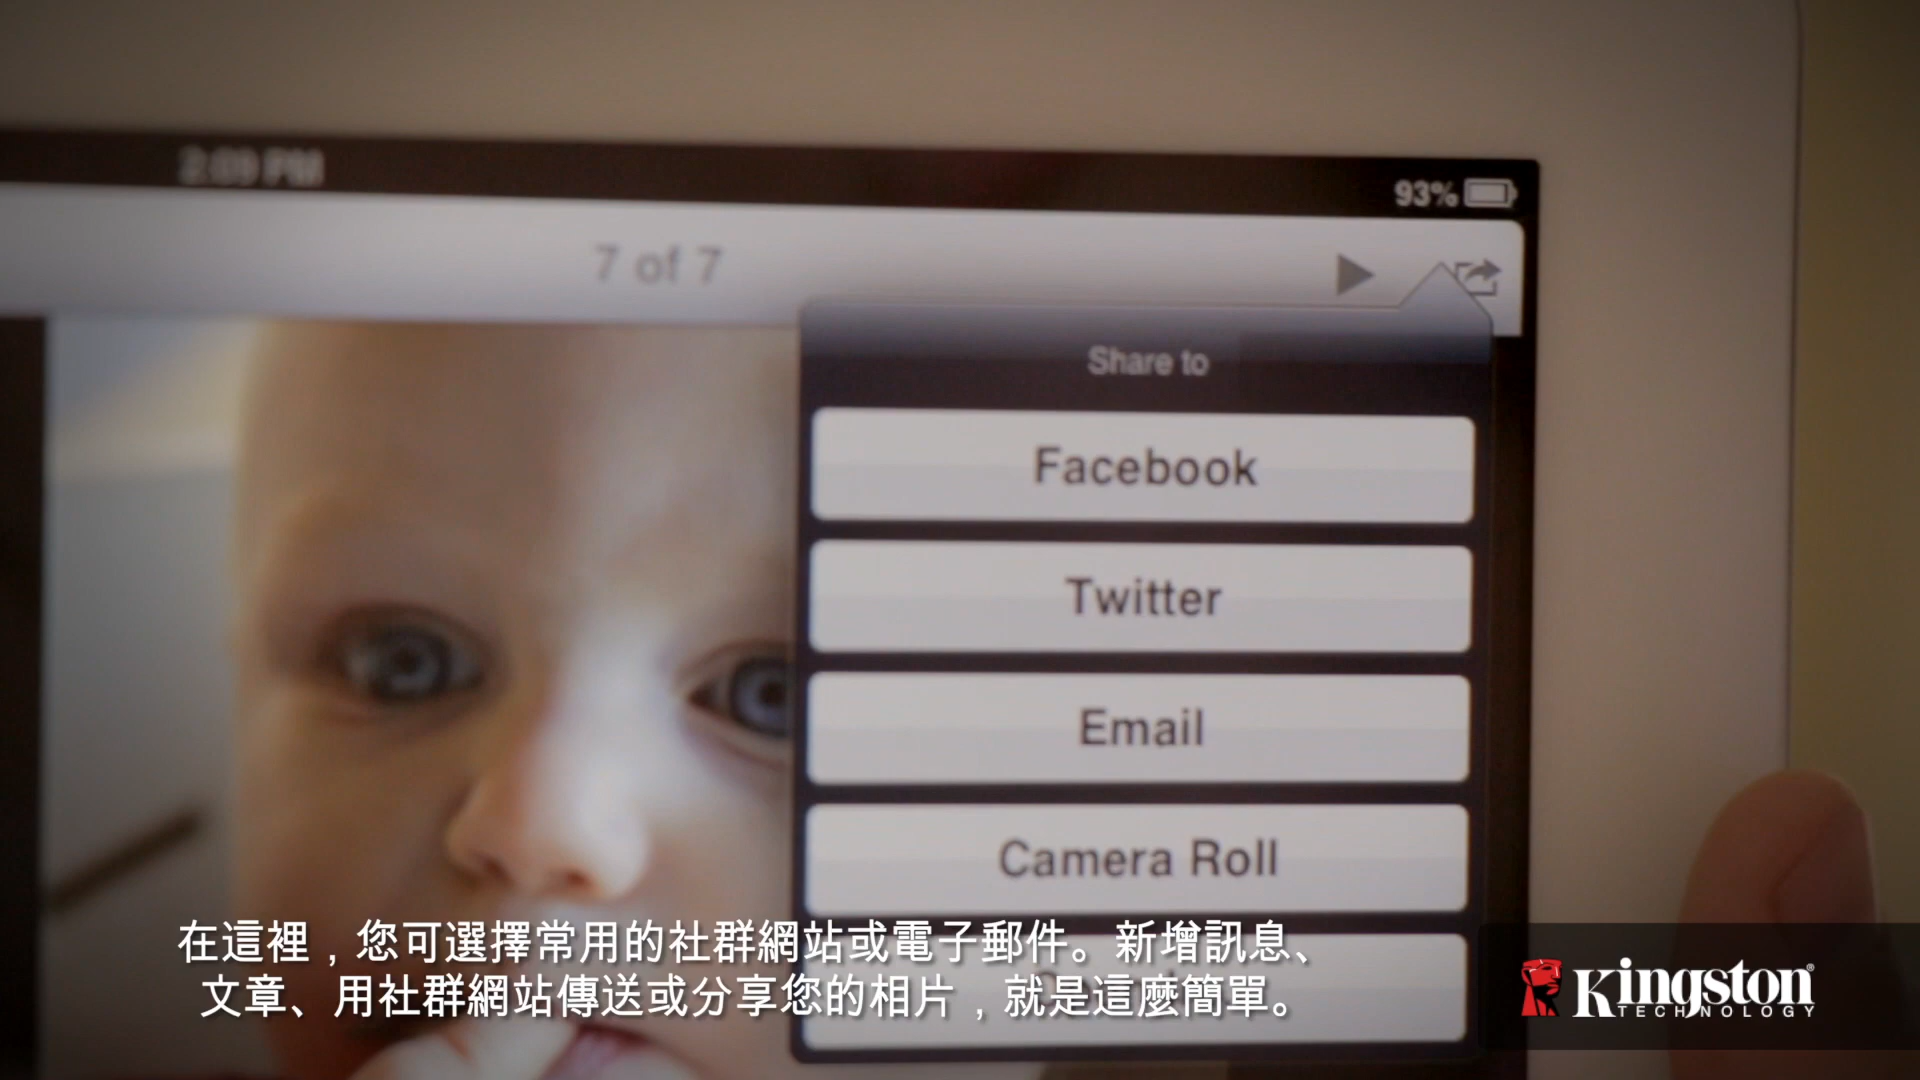 2:09 PM
93%
7 of 7
Share to
Facebook
Twitter
Email
Camera Roll
在這裡，您可選擇常用的社群網站或電子郵件。新增訊息、
文章、用社群網站傳送或分享您的相片，就是這麼簡單。
Kingston®
TECHNOLOGY